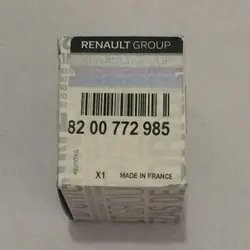 RENAULT GROUP
82 00 772 985
X1 MADE IN FRANCE